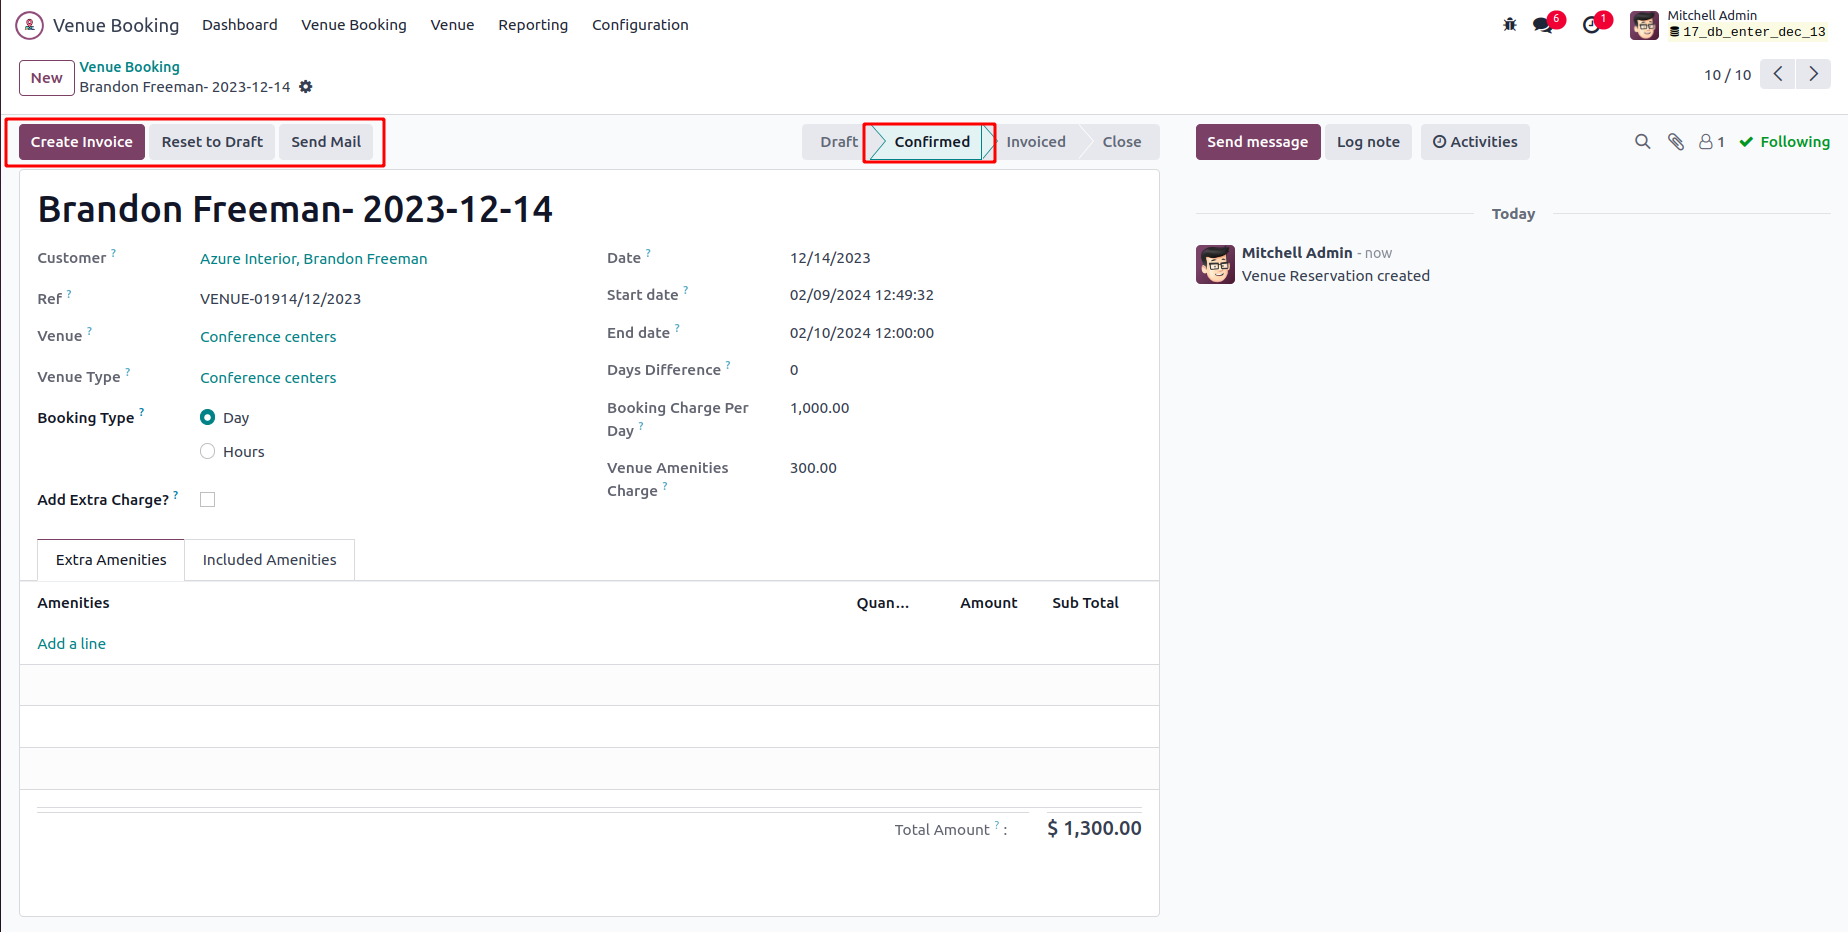 Venue Booking Dashboard Venue Booking Venue Reporting Configuration 6 1 Mitchell Admin
17_db_enter_dec_13
New Venue Booking
Brandon Freeman- 2023-12-14
10 / 10
Create Invoice Reset to Draft Send Mail Draft Confirmed Invoiced Close Send message Log note Activities 1 Following
Brandon Freeman- 2023-12-14
Today
Customer ? Azure Interior, Brandon Freeman Date ? 12/14/2023
Mitchell Admin - now
Venue Reservation created
Ref ? VENUE-01914/12/2023 Start date ? 02/09/2024 12:49:32
Venue ? Conference centers End date ? 02/10/2024 12:00:00
Venue Type ? Conference centers Days Difference ? 0
Booking Type ? Day Booking Charge Per 1,000.00
Day ?
Hours
Venue Amenities 300.00
Charge ?
Add Extra Charge? ?
Extra Amenities Included Amenities
Amenities Quan... Amount Sub Total
Add a line
Total Amount ? : $ 1,300.00